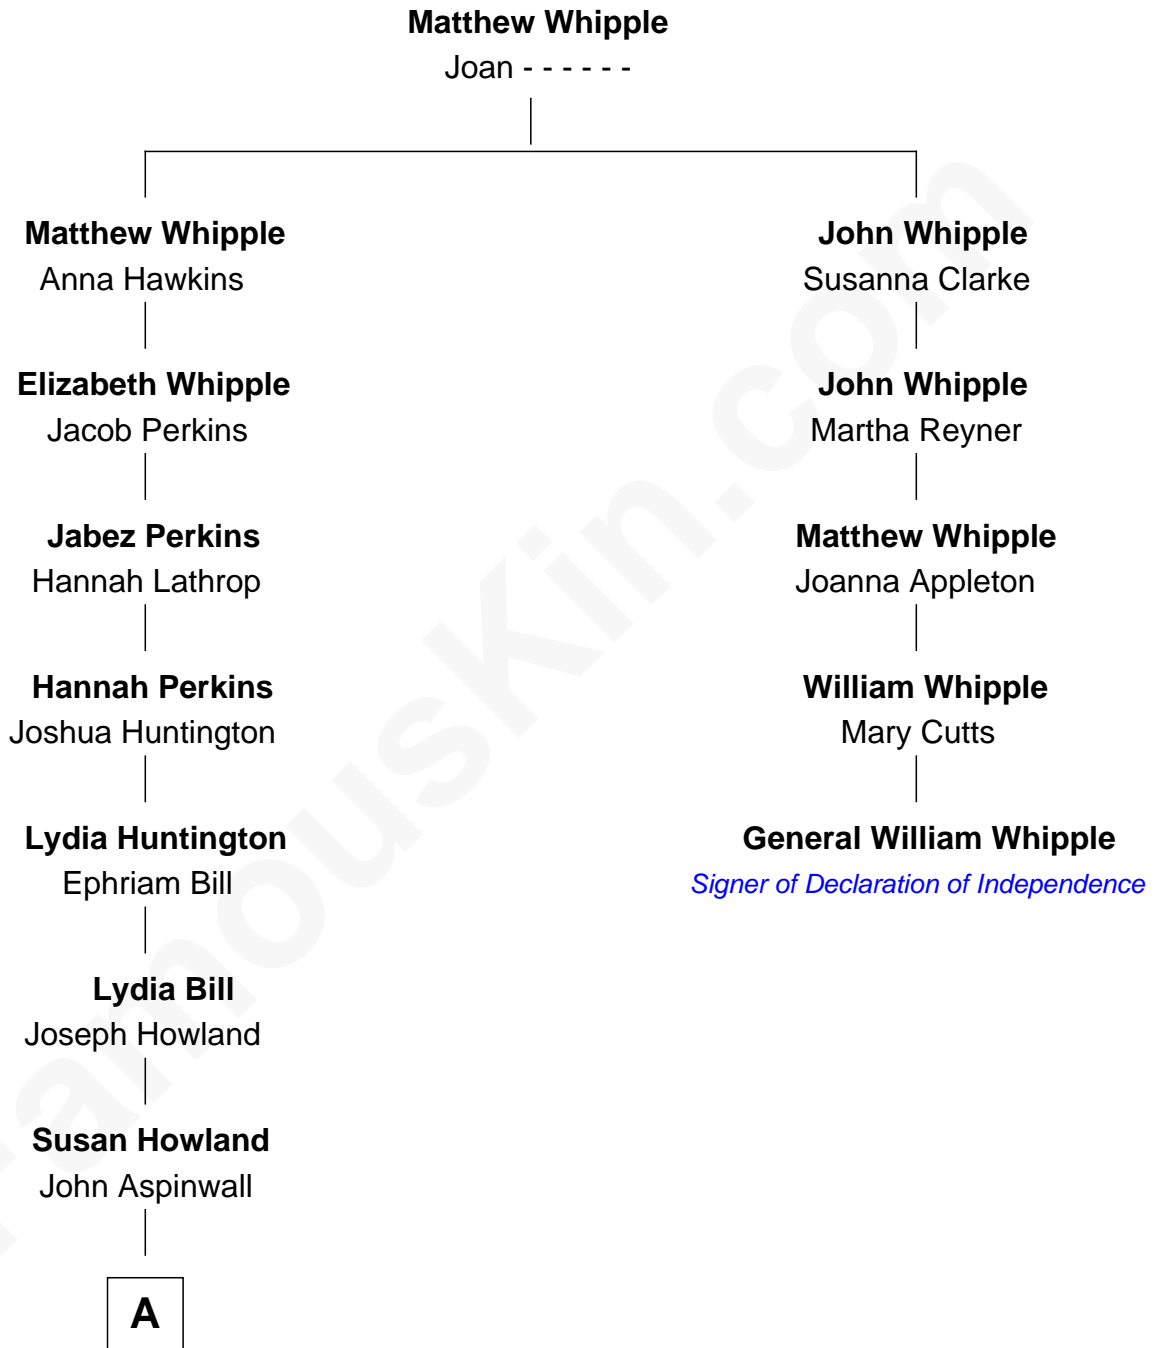 Matthew Whipple
Joan - - - - - -
Matthew Whipple
Anna Hawkins
John Whipple
Susanna Clarke
Elizabeth Whipple
Jacob Perkins
John Whipple
Martha Reyner
Jabez Perkins
Hannah Lathrop
Matthew Whipple
Joanna Appleton
Hannah Perkins
Joshua Huntington
William Whipple
Mary Cutts
Lydia Huntington
Ephriam Bill
General William Whipple
Signer of Declaration of Independence
Lydia Bill
Joseph Howland
Susan Howland
John Aspinwall
A
FamousKin.com